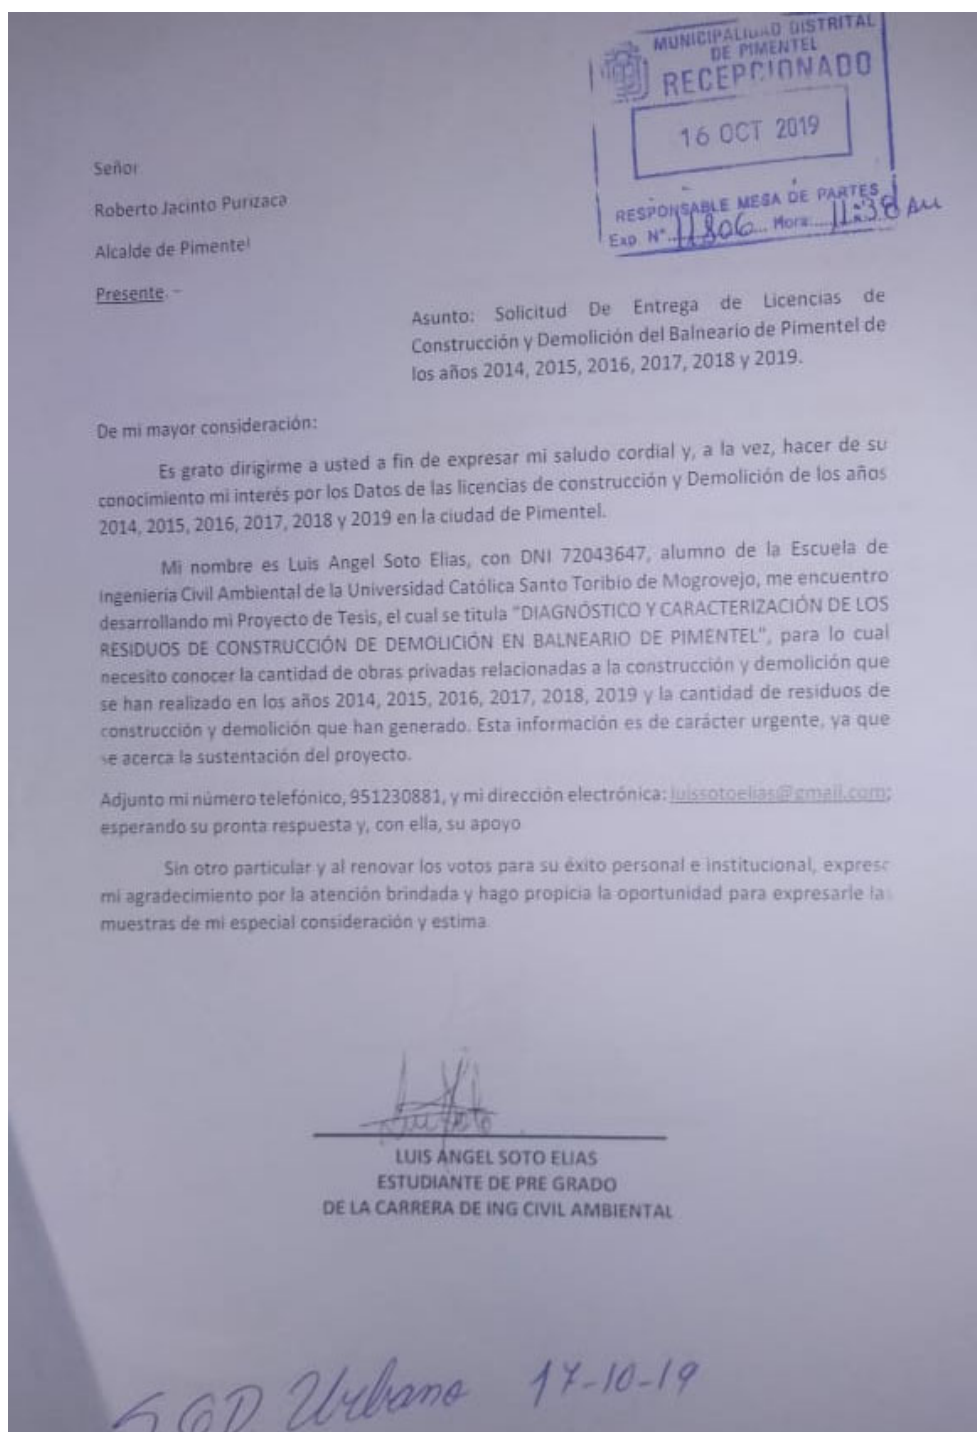 MUNICIPALIDAD DISTRITAL
DE PIMENTEL
RECEPCIONADO
16 OCT 2019
RESPONSABLE MESA DE PARTES
Exp. N° 11806 Hora: 11:38 AM
Señor
Roberto Jacinto Purizaca
Alcalde de Pimentel
Presente. –
Asunto: Solicitud De Entrega de Licencias de
Construcción y Demolición del Balneario de Pimentel de
los años 2014, 2015, 2016, 2017, 2018 y 2019.
De mi mayor consideración:
Es grato dirigirme a usted a fin de expresar mi saludo cordial y, a la vez, hacer de su
conocimiento mi interés por los Datos de las licencias de construcción y Demolición de los años
2014, 2015, 2016, 2017, 2018 y 2019 en la ciudad de Pimentel.
Mi nombre es Luis Angel Soto Elias, con DNI 72043647, alumno de la Escuela de
Ingeniería Civil Ambiental de la Universidad Católica Santo Toribio de Mogrovejo, me encuentro
desarrollando mi Proyecto de Tesis, el cual se titula “DIAGNÓSTICO Y CARACTERIZACIÓN DE LOS
RESIDUOS DE CONSTRUCCIÓN DE DEMOLICIÓN EN BALNEARIO DE PIMENTEL”, para lo cual
necesito conocer la cantidad de obras privadas relacionadas a la construcción y demolición que
se han realizado en los años 2014, 2015, 2016, 2017, 2018, 2019 y la cantidad de residuos de
construcción y demolición que han generado. Esta información es de carácter urgente, ya que
se acerca la sustentación del proyecto.
Adjunto mi número telefónico, 951230881, y mi dirección electrónica: luissotoelias@gmail.com;
esperando su pronta respuesta y, con ella, su apoyo
Sin otro particular y al renovar los votos para su éxito personal e institucional, expreso
mi agradecimiento por la atención brindada y hago propicia la oportunidad para expresarle las
muestras de mi especial consideración y estima.
LUIS ÁNGEL SOTO ELIAS
ESTUDIANTE DE PRE GRADO
DE LA CARRERA DE ING CIVIL AMBIENTAL
Urbano 17-10-19